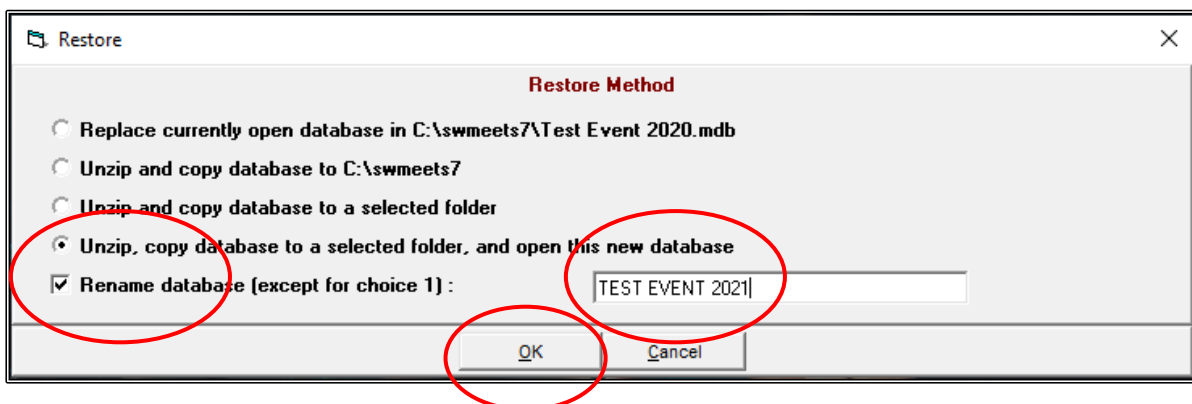 Restore
Restore Method
Replace currently open database in C:\swmeets7\Test Event 2020.mdb
Unzip and copy database to C:\swmeets7
Unzip and copy database to a selected folder
Unzip, copy database to a selected folder, and open this new database
Rename database (except for choice 1) : TEST EVENT 2021
OK Cancel